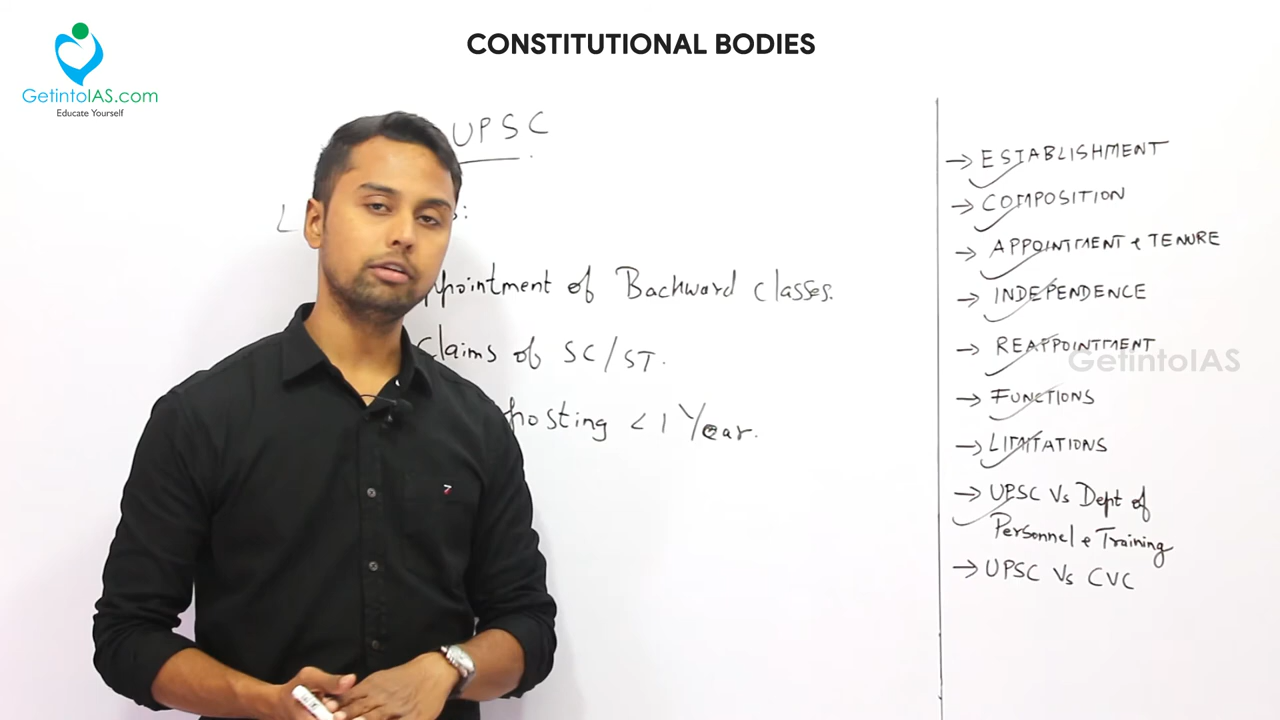 CONSTITUTIONAL BODIES
GetintoIAS.com
Educate Yourself
UPSC
L
ppointment of Backward classes.
Claims of SC/ST.
posting < 1 Year.
→ ESTABLISHMENT
→ COMPOSITION
→ APPOINTMENT & TENURE
→ INDEPENDENCE
→ REAPPOINTMENT
→ FUNCTIONS
→ LIMITATIONS
→ UPSC Vs Dept of
Personnel & Training
→ UPSC Vs CVC
GetintoIAS